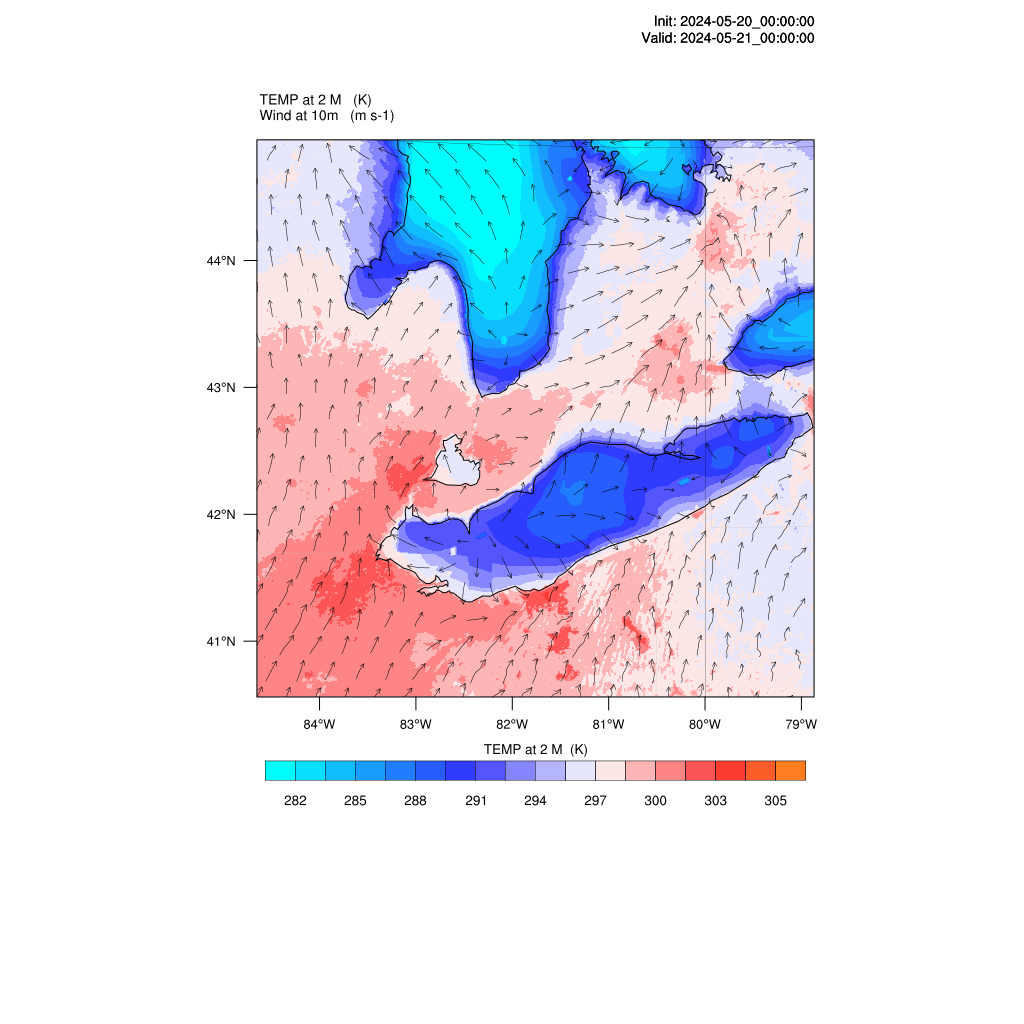 Init: 2024-05-20_00:00:00
Valid: 2024-05-21_00:00:00
TEMP at 2 M (K)
Wind at 10m (m s-1)
44°N
43°N
42°N
41°N
84°W 83°W 82°W 81°W 80°W 79°W
TEMP at 2 M (K)
282 285 288 291 294 297 300 303 305